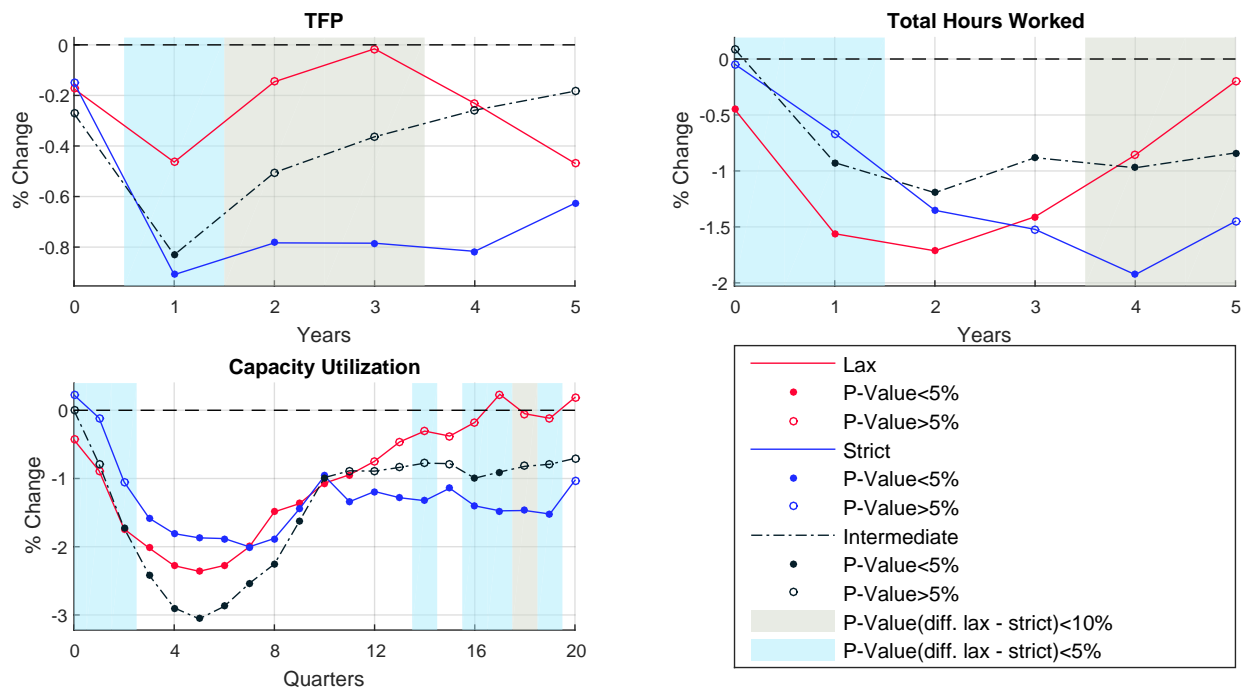 TFP
0
-0.2
-0.4
-0.6
-0.8
% Change
0 1 2 3 4 5
Years
Total Hours Worked
0
-0.5
-1
-1.5
-2
% Change
0 1 2 3 4 5
Years
Capacity Utilization
0
-1
-2
-3
% Change
0 4 8 12 16 20
Quarters
Lax
P-Value<5%
P-Value>5%
Strict
P-Value<5%
P-Value>5%
Intermediate
P-Value<5%
P-Value>5%
P-Value(diff. lax - strict)<10%
P-Value(diff. lax - strict)<5%